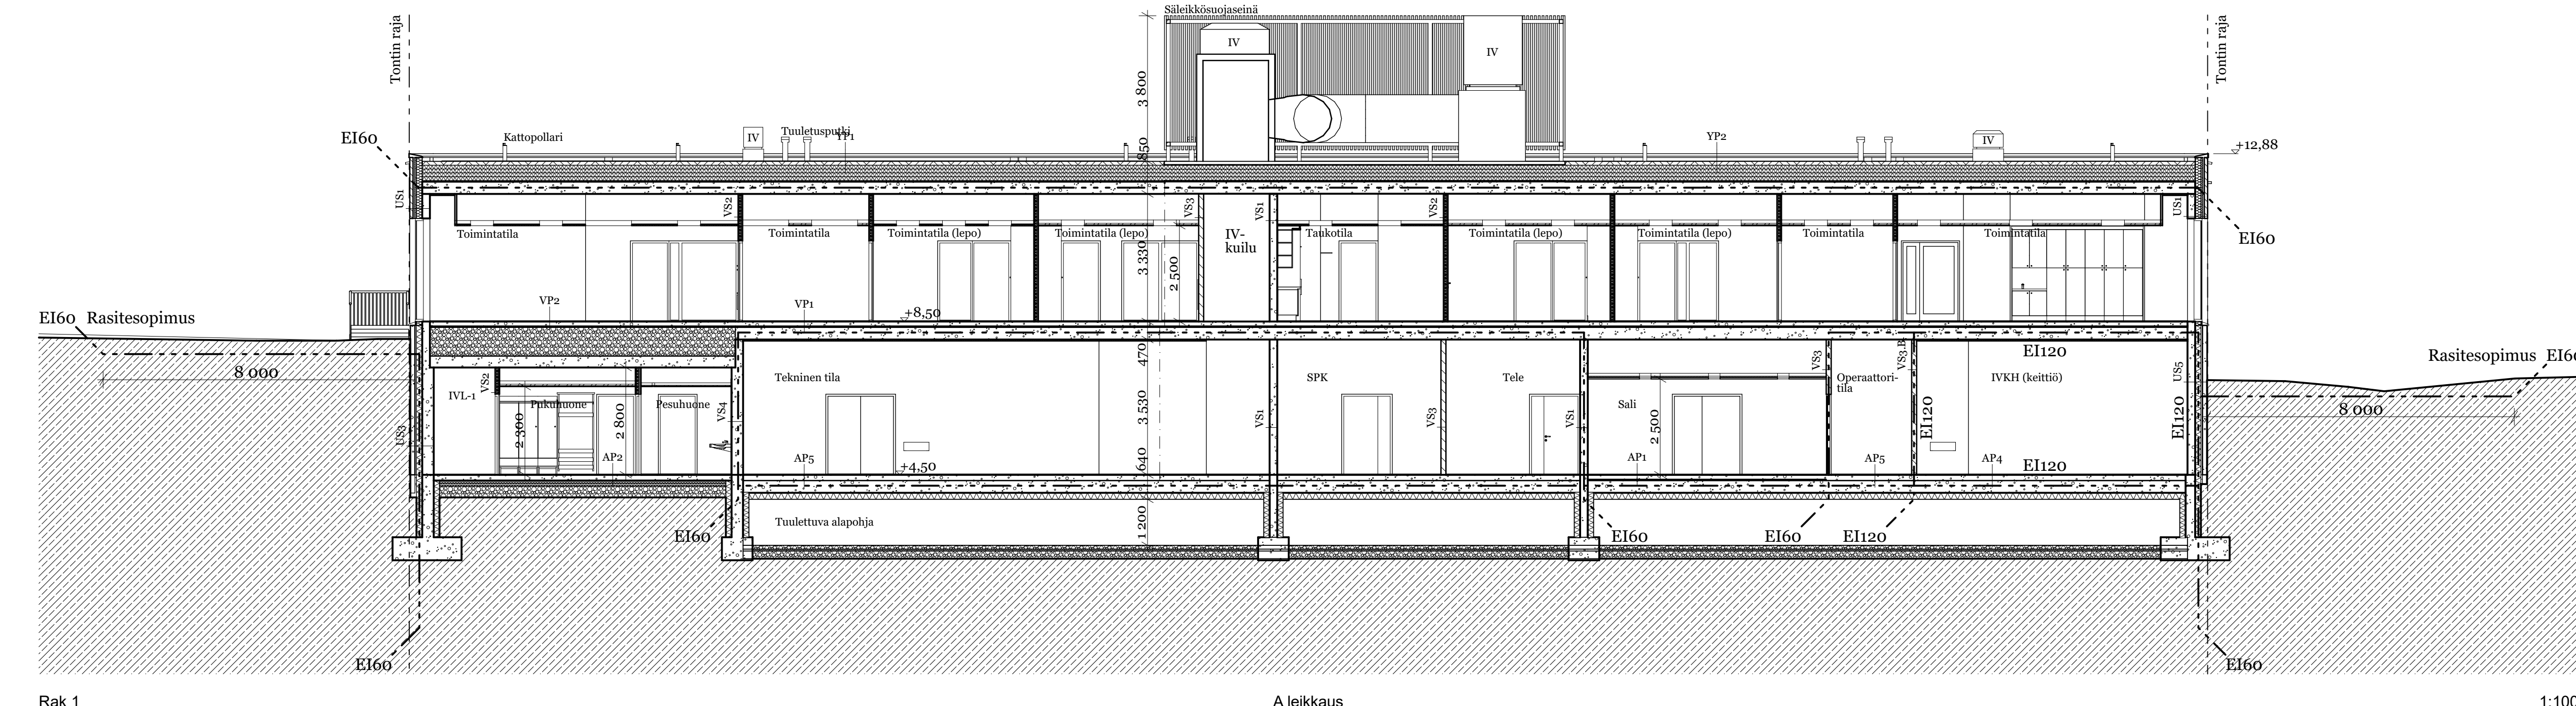 Säleikkösuojaseinä
Tontin raja
Tontin raja
IV
IV
3 800
EI60
Kattopollari
IV
Tuuletusputki
YP1
850
YP2
IV
+12,88
US1
VS2
VS3
VS1
VS2
US1
Toimintatila
Toimintatila
Toimintatila (lepo)
Toimintatila (lepo)
IV-
kuilu
Taukotila
Toimintatila (lepo)
Toimintatila (lepo)
Toimintatila
Toimintatila
EI60
3 330
2 500
VP2
VP1
+8,50
EI60 Rasitesopimus
470
EI120
Rasitesopimus EI60
8 000
IVL-1
VS2
Pukuhuone
Pesuhuone
Tekninen tila
SPK
Tele
Sali
VS3
Operaattori-
tila
VS3.B
IVKH (keittiö)
US5
8 000
US3
2 300
2 800
VS4
3 530
VS1
VS3
VS1
2 500
EI120
EI120
AP2
AP5
+4,50
640
AP1
AP5
AP4
EI120
EI60
Tuulettuva alapohja
1 200
EI60
EI60
EI120
EI60
EI60
Rak 1
A leikkaus
1:100